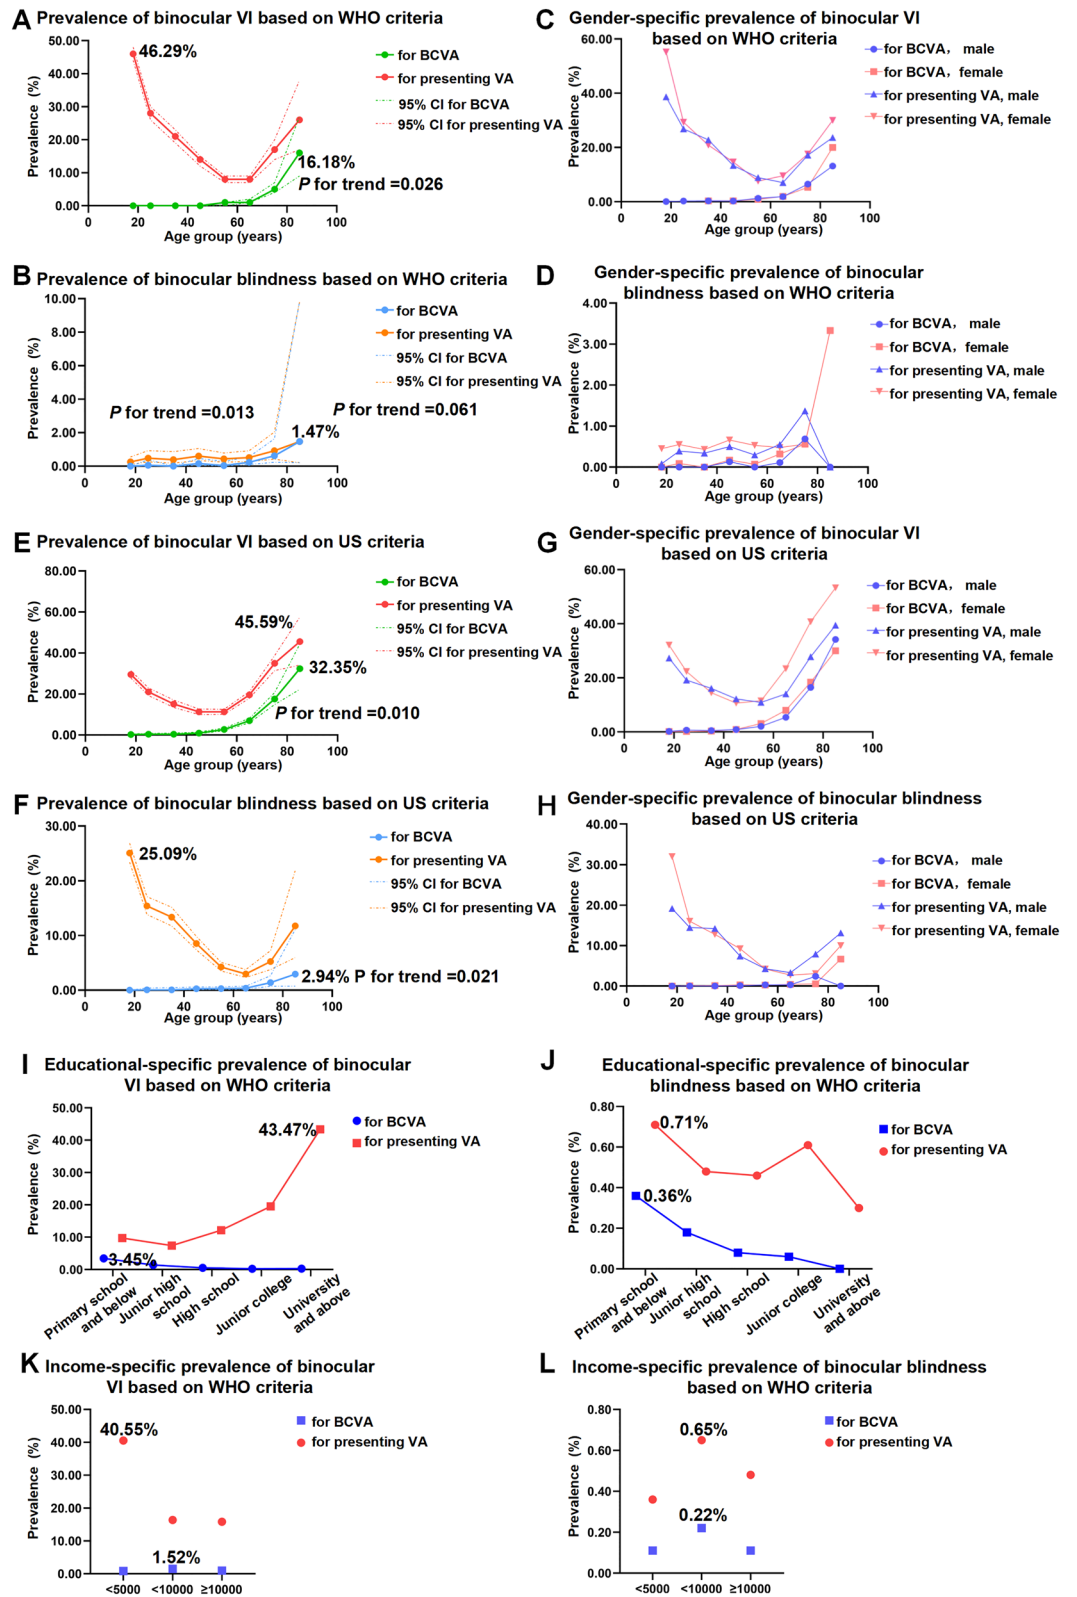 A Prevalence of binocular VI based on WHO criteria
50.00
40.00
30.00
20.00
10.00
0.00
Prevalence (%)
46.29%
16.18%
P for trend =0.026
for BCVA
for presenting VA
95% CI for BCVA
95% CI for presenting VA
0 20 40 60 80 100
Age group (years)
C Gender-specific prevalence of binocular VI
based on WHO criteria
60.00
40.00
20.00
0.00
Prevalence (%)
for BCVA, male
for BCVA, female
for presenting VA, male
for presenting VA, female
0 20 40 60 80 100
Age group (years)
B Prevalence of binocular blindness based on WHO criteria
10.00
8.00
6.00
4.00
2.00
0.00
Prevalence (%)
for BCVA
for presenting VA
95% CI for BCVA
95% CI for presenting VA
P for trend =0.013
P for trend =0.061
1.47%
0 20 40 60 80 100
Age group (years)
D Gender-specific prevalence of binocular
blindness based on WHO criteria
4.00
3.00
2.00
1.00
0.00
Prevalence (%)
for BCVA, male
for BCVA, female
for presenting VA, male
for presenting VA, female
0 20 40 60 80 100
Age group (years)
E Prevalence of binocular VI based on US criteria
80.00
60.00
40.00
20.00
0.00
Prevalence (%)
45.59%
32.35%
P for trend =0.010
for BCVA
for presenting VA
95% CI for BCVA
95% CI for presenting VA
0 20 40 60 80 100
Age group (years)
G Gender-specific prevalence of binocular VI
based on US criteria
60.00
40.00
20.00
0.00
Prevalence (%)
for BCVA, male
for BCVA, female
for presenting VA, male
for presenting VA, female
0 20 40 60 80 100
Age group (years)
F Prevalence of binocular blindness based on US criteria
30.00
20.00
10.00
0.00
Prevalence (%)
25.09%
2.94% P for trend =0.021
for BCVA
for presenting VA
95% CI for BCVA
95% CI for presenting VA
0 20 40 60 80 100
Age group (years)
H Gender-specific prevalence of binocular blindness
based on US criteria
40.00
30.00
20.00
10.00
0.00
Prevalence (%)
for BCVA, male
for BCVA, female
for presenting VA, male
for presenting VA, female
0 20 40 60 80 100
Age group (years)
I Educational-specific prevalence of binocular
VI based on WHO criteria
50.00
40.00
30.00
20.00
10.00
0.00
Prevalence (%)
43.47%
3.45%
for BCVA
for presenting VA
Primary school
and below
Junior high
school
High school
Junior college
University
and above
J Educational-specific prevalence of binocular
blindness based on WHO criteria
0.80
0.60
0.40
0.20
0.00
Prevalence (%)
0.71%
0.36%
for BCVA
for presenting VA
Primary school
and below
Junior high
school
High school
Junior college
University
and above
K Income-specific prevalence of binocular
VI based on WHO criteria
50.00
40.00
30.00
20.00
10.00
0.00
Prevalence (%)
40.55%
1.52%
for BCVA
for presenting VA
<5000 <10000 ≥10000
L Income-specific prevalence of binocular blindness
based on WHO criteria
0.80
0.60
0.40
0.20
0.00
Prevalence (%)
0.65%
0.22%
for BCVA
for presenting VA
<5000 <10000 ≥10000